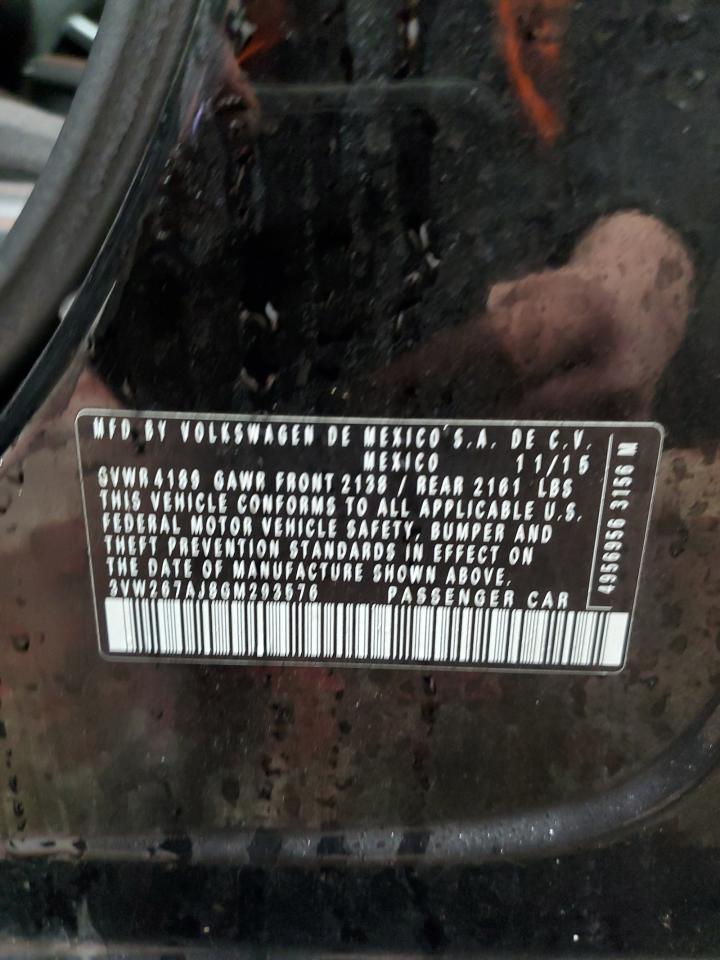 MFD BY VOLKSWAGEN DE MEXICO S.A. DE C.V.
MEXICO 11/15
GVWR 4189 GAWR FRONT 2138 / REAR 2161 LBS
THIS VEHICLE CONFORMS TO ALL APPLICABLE U.S.
FEDERAL MOTOR VEHICLE SAFETY, BUMPER AND
THEFT PREVENTION STANDARDS IN EFFECT ON
THE DATE OF MANUFACTURE SHOWN ABOVE.
3VW267AJ8GM293576 PASSENGER CAR
4956956 3156 M